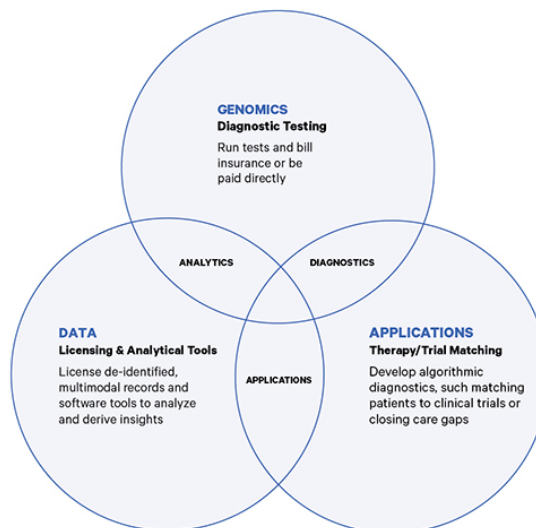 GENOMICS
Diagnostic Testing
Run tests and bill
insurance or be
paid directly
ANALYTICS
DIAGNOSTICS
DATA
Licensing & Analytical Tools
License de-identified,
multimodal records and
software tools to analyze
and derive insights
APPLICATIONS
APPLICATIONS
Therapy/Trial Matching
Develop algorithmic
diagnostics, such matching
patients to clinical trials or
closing care gaps